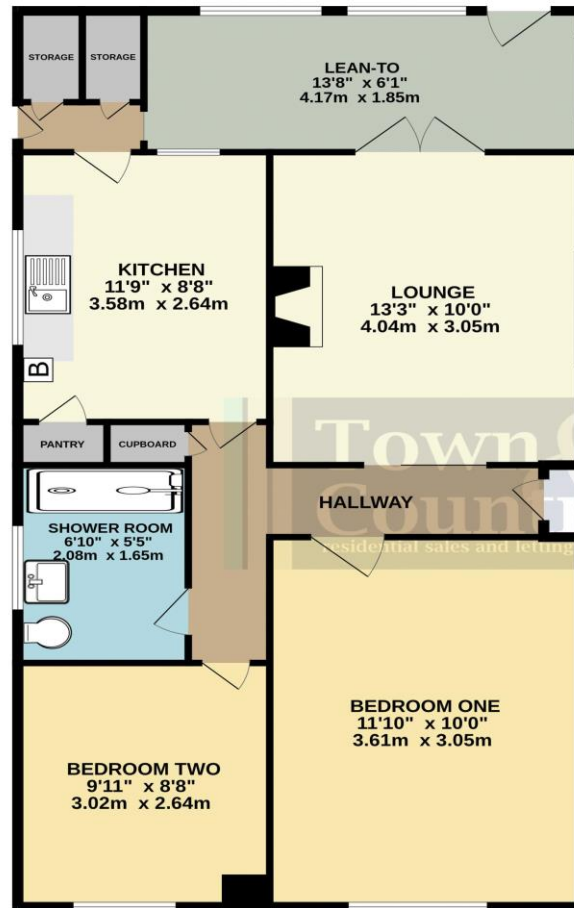 STORAGE
STORAGE
LEAN-TO
13'8" x 6'1"
4.17m x 1.85m
KITCHEN
11'9" x 8'8"
3.58m x 2.64m
LOUNGE
13'3" x 10'0"
4.04m x 3.05m
B
PANTRY
CUPBOARD
Town &
Countr
HALLWAY
residential sales and letting
SHOWER ROOM
6'10" x 5'5"
2.08m x 1.65m
BEDROOM ONE
11'10" x 10'0"
3.61m x 3.05m
BEDROOM TWO
9'11" x 8'8"
3.02m x 2.64m